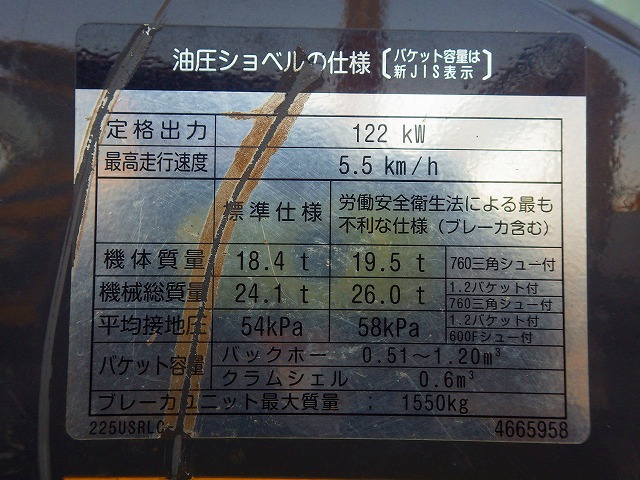 油圧ショベルの仕様〔バケット容量は
新JIS表示〕
定格出力 122 kW
最高走行速度 5.5 km/h
標準仕様 労働安全衛生法による最も
不利な仕様(ブレーカ含む)
機体質量 18.4 t 19.5 t 760三角シュー付
機械総質量 24.1 t 26.0 t 1.2バケット付
760三角シュー付
平均接地圧 54kPa 58kPa 1.2バケット付
600Fシュー付
バケット容量 バックホー 0.51〜1.20m³
クラムシェル 0.6m³
ブレーカユニット最大質量 : 1550kg
225USRLC 4665958